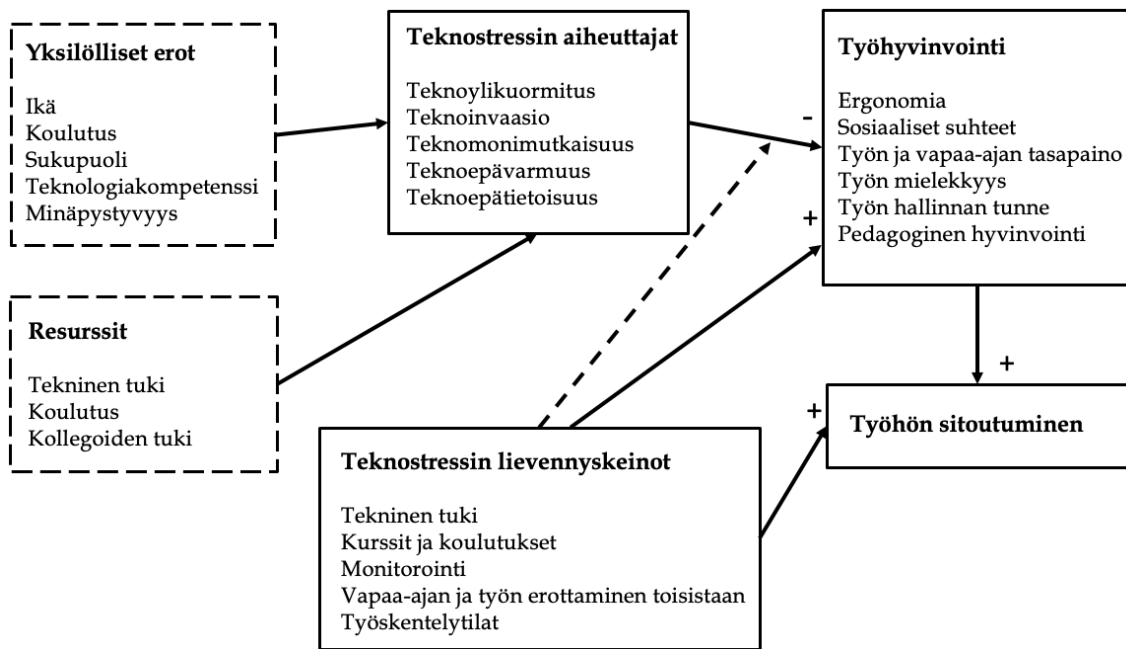 Yksilölliset erot
Ikä
Koulutus
Sukupuoli
Teknologiakompetenssi
Minäpystyvyys
Teknostressin aiheuttajat
Teknoylikuormitus
Teknoinvaasio
Teknomonimutkaisuus
Teknoepävarmuus
Teknoepätietoisuus
Työhyvinvointi
Ergonomia
Sosiaaliset suhteet
Työn ja vapaa-ajan tasapaino
Työn mielekkyys
Työn hallinnan tunne
Pedagoginen hyvinvointi
-
+
Resurssit
Tekninen tuki
Koulutus
Kollegoiden tuki
Teknostressin lievennyskeinot
Tekninen tuki
Kurssit ja koulutukset
Monitorointi
Vapaa-ajan ja työn erottaminen toisistaan
Työskentelytilat
+
+
Työhön sitoutuminen